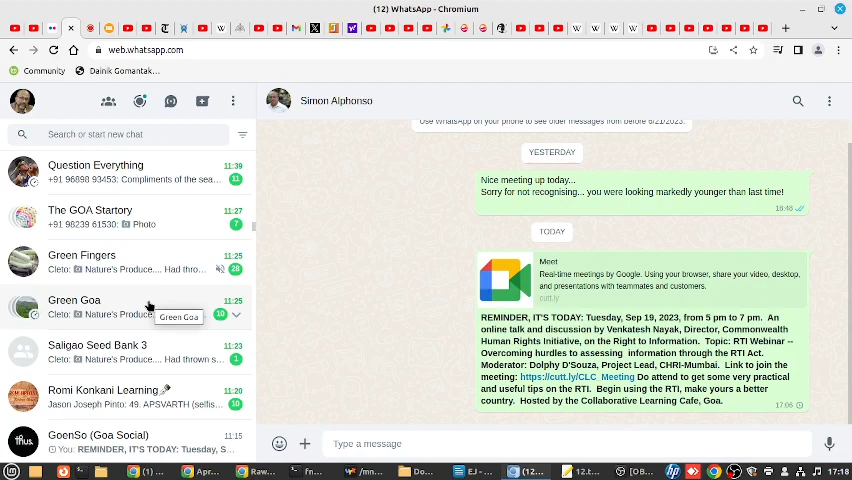 (12) WhatsApp - Chromium
web.whatsapp.com
Community
Dainik Gomantak...
Simon Alphonso
Search or start new chat
Use WhatsApp on your phone to see older messages from before 6/21/2023.
YESTERDAY
Question Everything
11:39
+91 96898 93453: Compliments of the sea...
11
Nice meeting up today...
Sorry for not recognising... you were looking markedly younger than last time!
18:48
The GOA Startory
11:27
+91 98239 61530: Photo
7
TODAY
Green Fingers
11:25
Cleto: Nature's Produce.... Had thro...
28
Meet
Real-time meetings by Google. Using your browser, share your video, desktop,
and presentations with teammates and customers.
cutt.ly
Green Goa
11:25
Cleto: Nature's Produce...
10
Green Goa
REMINDER, IT'S TODAY: Tuesday, Sep 19, 2023, from 5 pm to 7 pm. An
online talk and discussion by Venkatesh Nayak, Director, Commonwealth
Human Rights Initiative, on the Right to Information. Topic: RTI Webinar --
Overcoming hurdles to assessing information through the RTI Act.
Moderator: Dolphy D'Souza, Project Lead, CHRI-Mumbai. Link to join the
meeting: https://cutt.ly/CLC_Meeting Do attend to get some very practical
and useful tips on the RTI. Begin using the RTI, make yours a better
country. Hosted by the Collaborative Learning Cafe, Goa.
17:06
Saligao Seed Bank 3
11:23
Cleto: Nature's Produce.... Had thrown s...
1
Romi Konkani Learning
11:20
Jason Joseph Pinto: 49. APSVARTH (selfis...
10
GoenSo (Goa Social)
11:15
You: REMINDER, IT'S TODAY: Tuesday, S...
Type a message
(1) ...
Apr...
Raw...
fn...
/mn...
Do...
EJ - ...
(12...
12.t...
[OB...
17:18